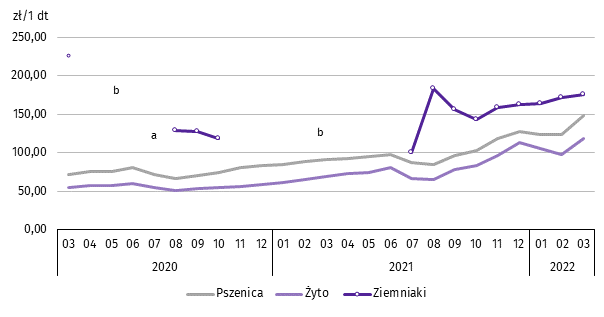 zł/1 dt
250,00
200,00
150,00
100,00
50,00
0,00
b
a
b
03 04 05 06 07 08 09 10 11 12 01 02 03 04 05 06 07 08 09 10 11 12 01 02 03
2020 2021 2022
Pszenica Żyto Ziemniaki